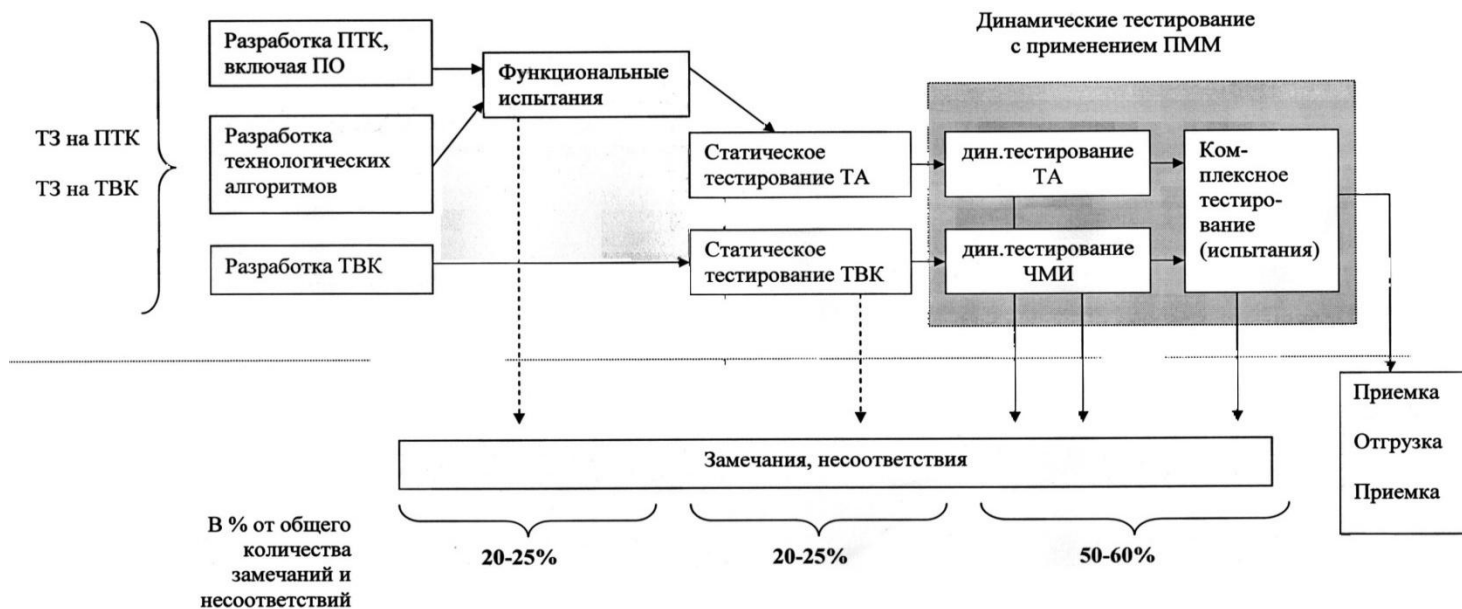 Динамические тестирование
с применением ПММ
ТЗ на ПТК
ТЗ на ТВК
Разработка ПТК,
включая ПО
Разработка
технологических
алгоритмов
Разработка ТВК
Функциональные
испытания
Статическое
тестирование ТА
Статическое
тестирование ТВК
дин.тестирование
ТА
дин.тестирование
ЧМИ
Ком-
плексное
тестиро-
вание
(испытания)
Приемка
Отгрузка
Приемка
Замечания, несоответствия
В % от общего
количества
замечаний и
несоответствий
20-25%
20-25%
50-60%